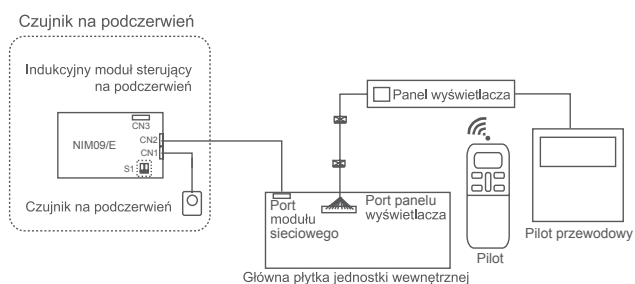 Czujnik na podczerwień
Indukcyjny moduł sterujący
na podczerwień
CN3
NIM09/E
CN2
CN1
S1
Czujnik na podczerwień
Panel wyświetlacza
Port
modułu
sieciowego
Port panelu
wyświetlacza
Pilot
Pilot przewodowy
Główna płytka jednostki wewnętrznej